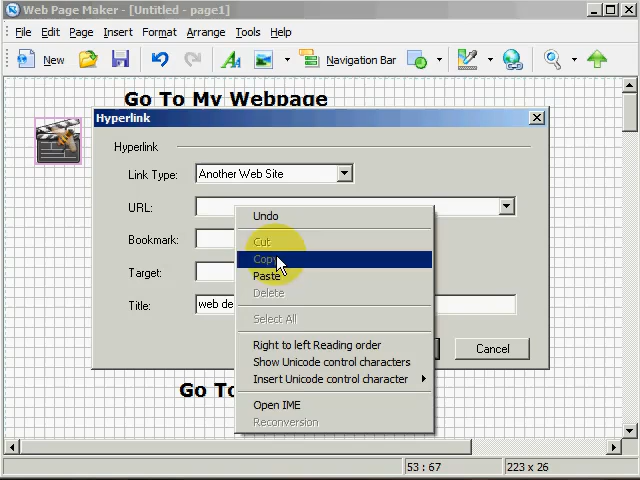 Web Page Maker - [Untitled - page1]
File Edit Page Insert Format Arrange Tools Help
New Navigation Bar
Go To My Webpage
Hyperlink
Hyperlink
Link Type: Another Web Site
URL:
Bookmark:
Target:
Title: web de
Undo
Cut
Copy
Paste
Delete
Select All
Right to left Reading order
Show Unicode control characters
Insert Unicode control character
Open IME
Reconversion
Cancel
Go To
53 : 67
223 x 26